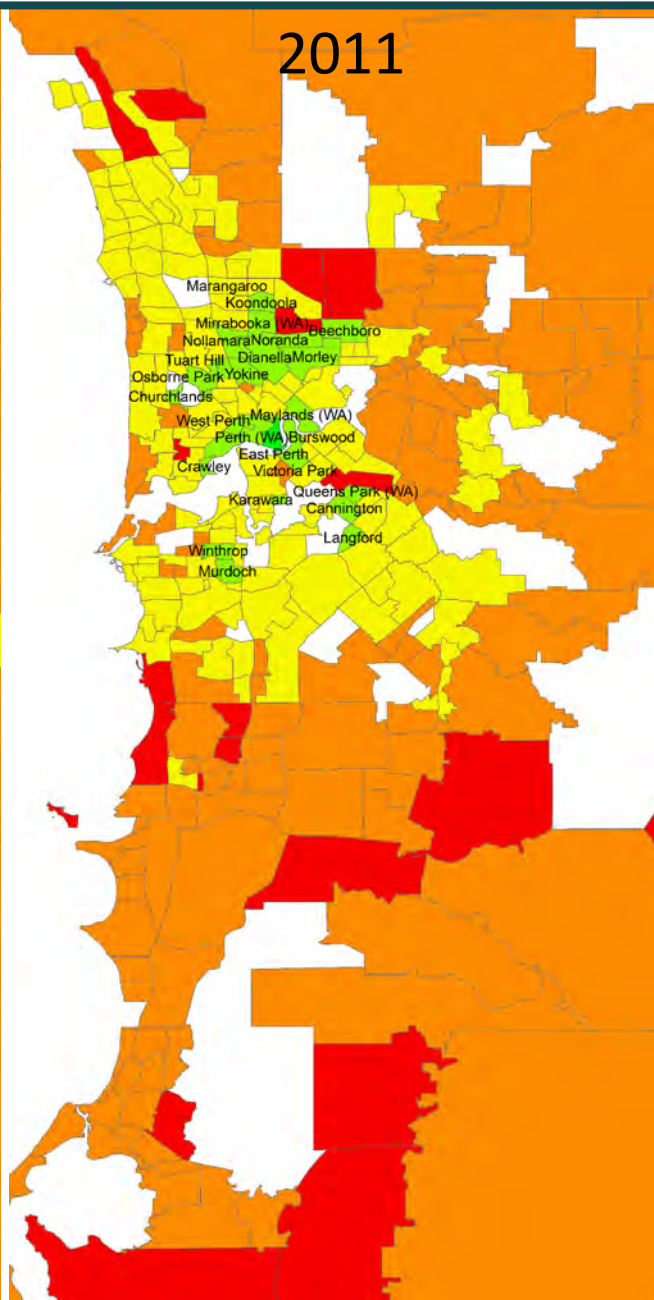 2011
Marangaroo
Koondoola
Mirrabooka (WA)
Beechboro
Nollamara
Noranda
Tuart Hill
Dianella
Morley
Osborne Park
Yokine
Churchlands
West Perth
Maylands (WA)
Perth (WA)
Burswood
East Perth
Crawley
Victoria Park
Queens Park (WA)
Karawara
Cannington
Langford
Winthrop
Murdoch